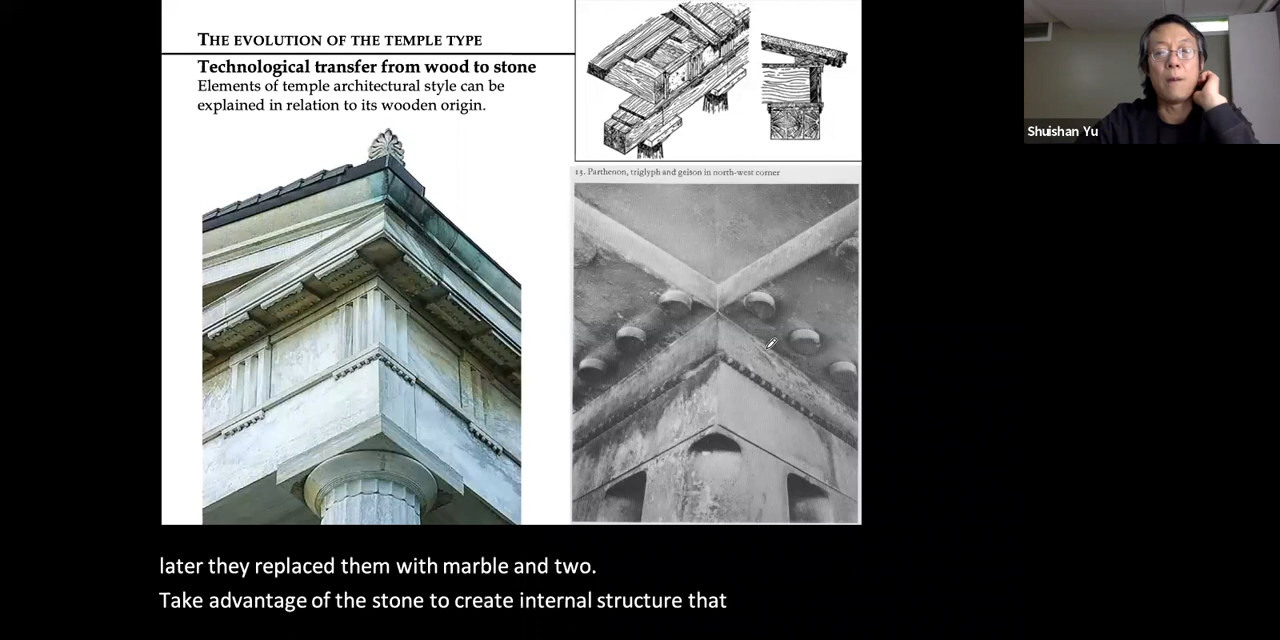 THE EVOLUTION OF THE TEMPLE TYPE
Technological transfer from wood to stone
Elements of temple architectural style can be
explained in relation to its wooden origin.
13. Parthenon, triglyph and geison in north-west corner
Shuishan Yu
later they replaced them with marble and two.
Take advantage of the stone to create internal structure that